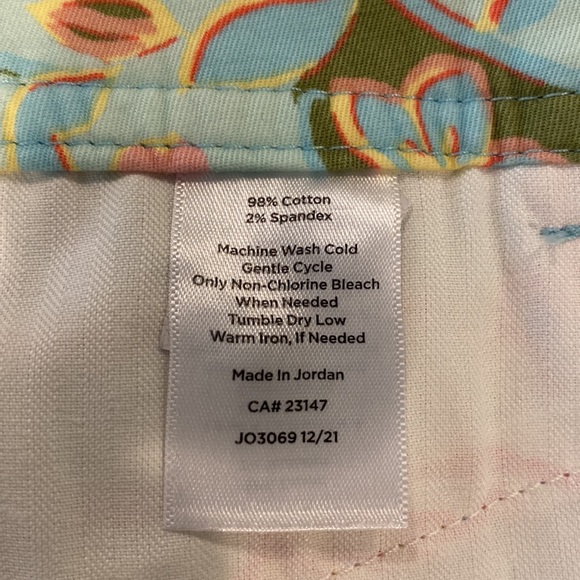 98% Cotton
2% Spandex
Machine Wash Cold
Gentle Cycle
Only Non-Chlorine Bleach
When Needed
Tumble Dry Low
Warm Iron, If Needed
Made In Jordan
CA# 23147
JO3069 12/21